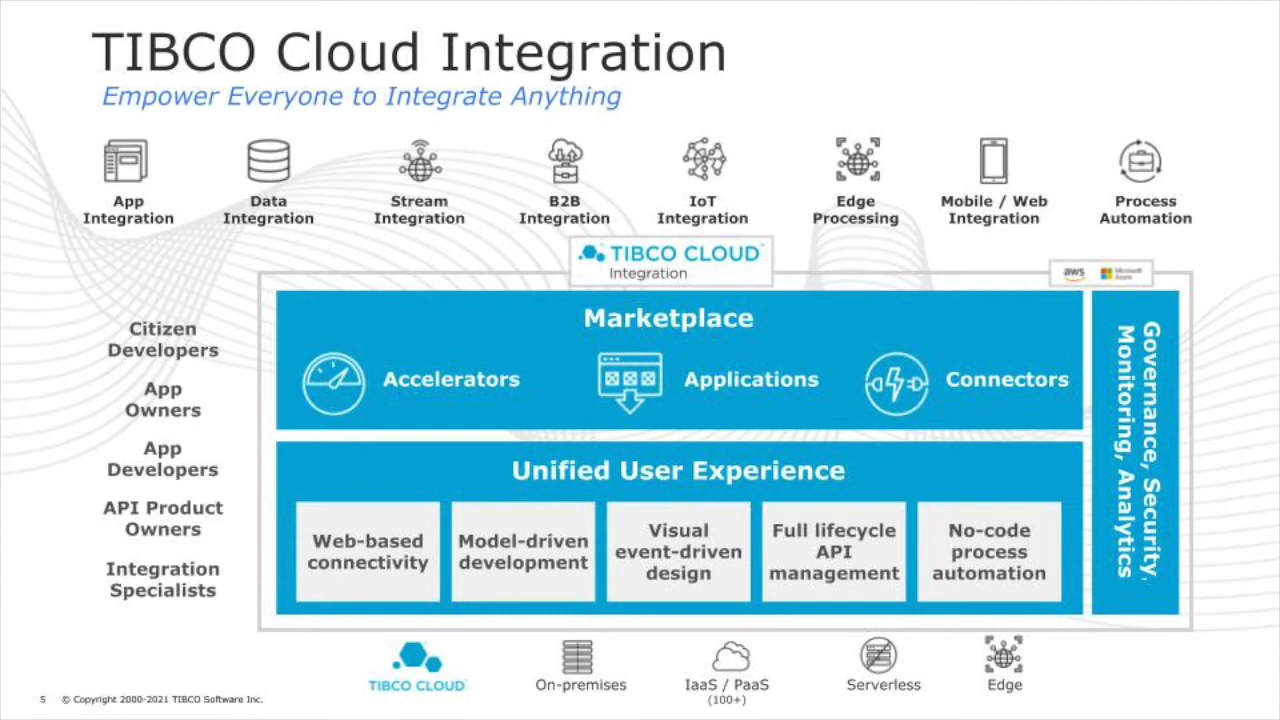 TIBCO Cloud Integration
Empower Everyone to Integrate Anything
App
Integration
Data
Integration
Stream
Integration
B2B
Integration
IoT
Integration
Edge
Processing
Mobile / Web
Integration
Process
Automation
TIBCO CLOUD™
Integration
aws
Microsoft
Azure
Citizen
Developers
App
Owners
App
Developers
API Product
Owners
Integration
Specialists
Marketplace
Accelerators
Applications
Connectors
Unified User Experience
Web-based
connectivity
Model-driven
development
Visual
event-driven
design
Full lifecycle
API
management
No-code
process
automation
Governance, Security,
Monitoring, Analytics
TIBCO CLOUD™
On-premises
IaaS / PaaS
(100+)
Serverless
Edge
5
© Copyright 2000-2021 TIBCO Software Inc.